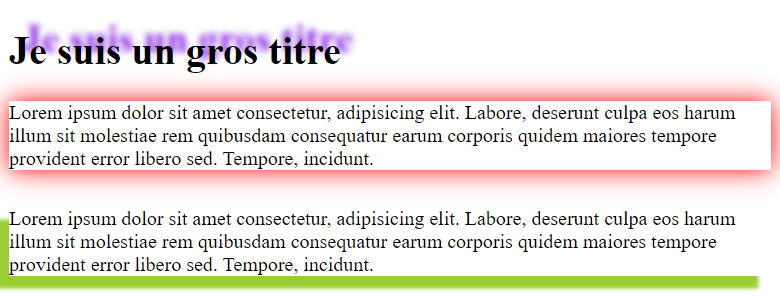 Je suis un gros titre
Lorem ipsum dolor sit amet consectetur, adipisicing elit. Labore, deserunt culpa eos harum
illum sit molestiae rem quibusdam consequatur earum corporis quidem maiores tempore
provident error libero sed. Tempore, incidunt.
Lorem ipsum dolor sit amet consectetur, adipisicing elit. Labore, deserunt culpa eos harum
illum sit molestiae rem quibusdam consequatur earum corporis quidem maiores tempore
provident error libero sed. Tempore, incidunt.